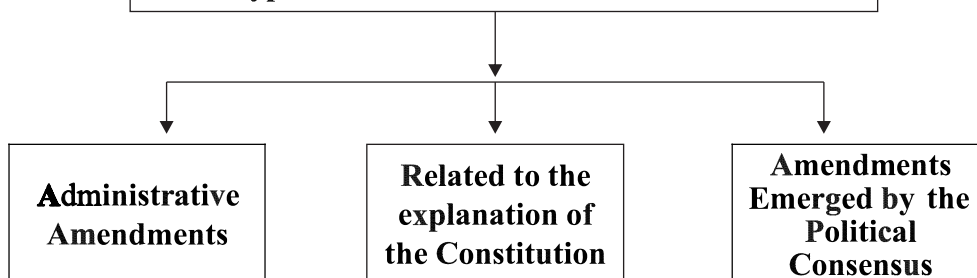 Administrative
Amendments
Related to the
explanation of
the Constitution
Amendments
Emerged by the
Political
Consensus